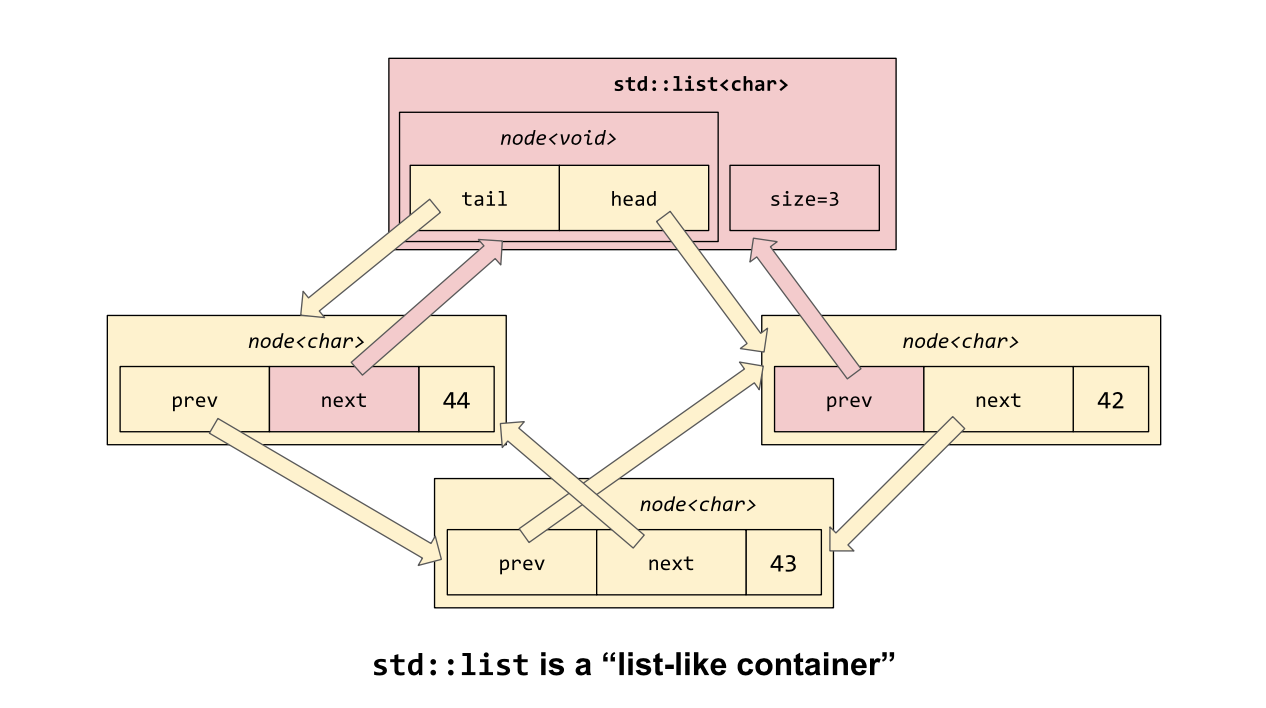 std::list<char>
node<void>
tail head size=3
node<char> node<char>
prev next 44 prev next 42
node<char>
prev next 43
std::list is a “list-like container”